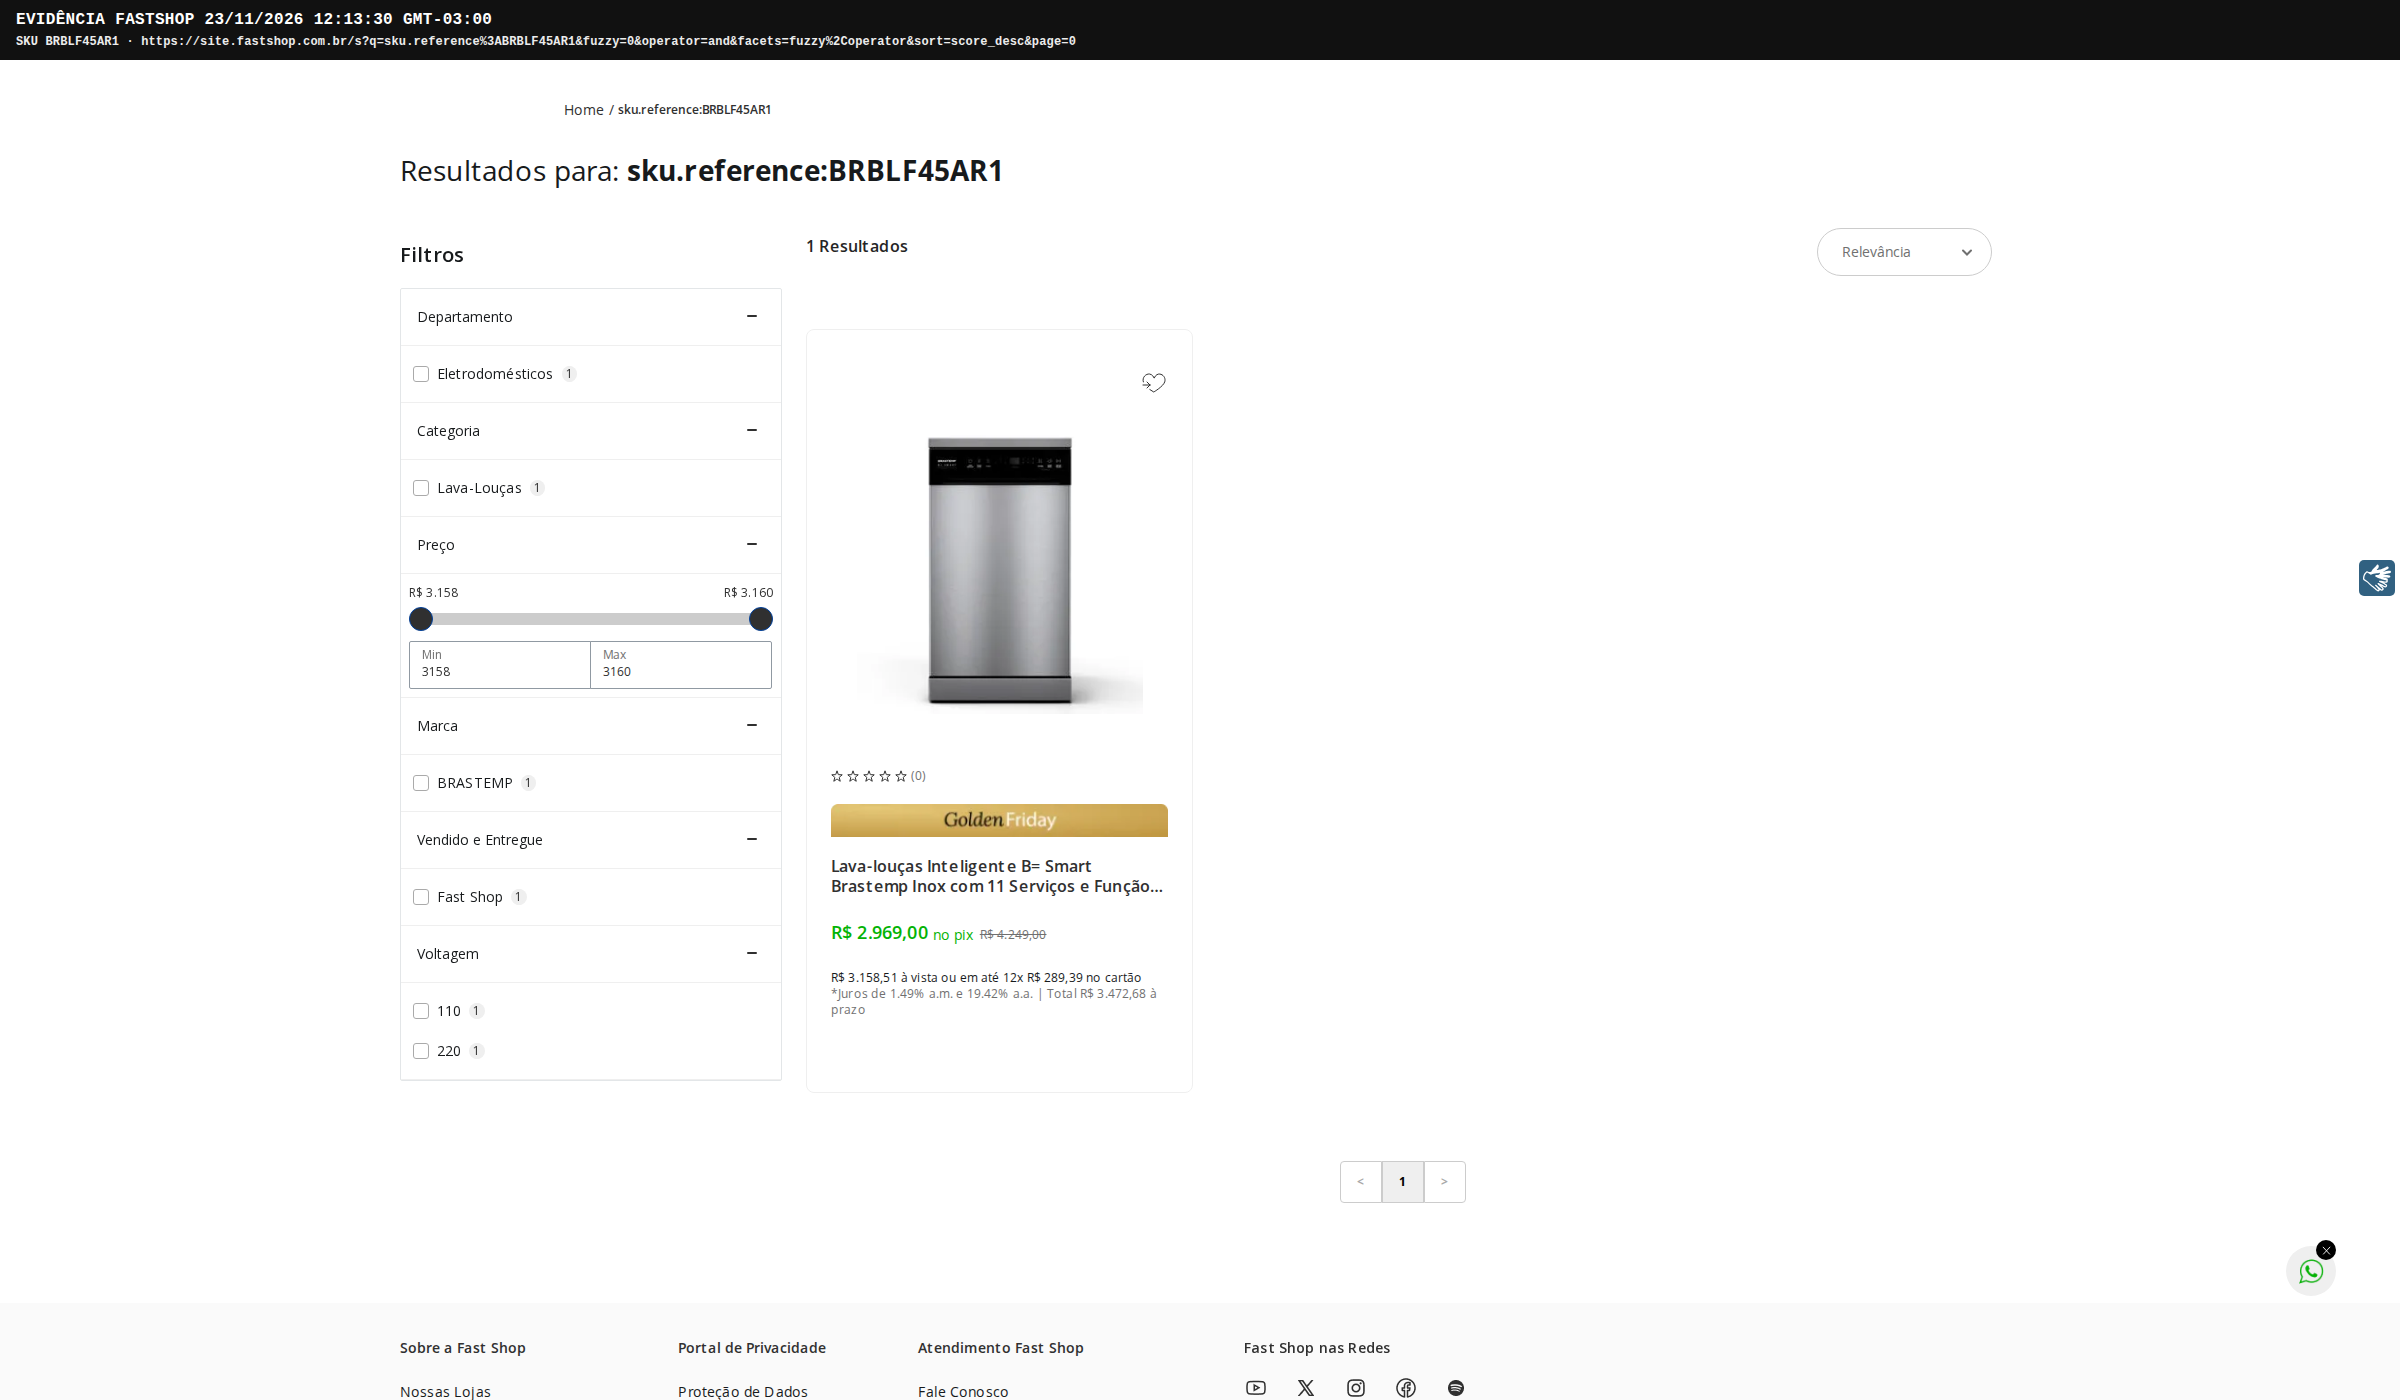 EVIDÊNCIA FASTSHOP 23/11/2026 12:13:30 GMT-03:00
SKU BRBLF45AR1 · https://site.fastshop.com.br/s?q=sku.reference%3ABRBLF45AR1&fuzzy=0&operator=and&facets=fuzzy%2Coperator&sort=score_desc&page=0
Home / sku.reference:BRBLF45AR1
Resultados para: sku.reference:BRBLF45AR1
Filtros
1 Resultados
Relevância
Departamento
Eletrodomésticos 1
Categoria
Lava-Louças 1
Preço
R$ 3.158 R$ 3.160
Min Max
3158 3160
Marca
BRASTEMP 1
Vendido e Entregue
Fast Shop 1
Voltagem
110 1
220 1
(0)
Golden Friday
Lava-louças Inteligente B= Smart
Brastemp Inox com 11 Serviços e Função...
R$ 2.969,00 no pix R$ 4.249,00
R$ 3.158,51 à vista ou em até 12x R$ 289,39 no cartão
*Juros de 1.49% a.m. e 19.42% a.a. | Total R$ 3.472,68 à
prazo
< 1 >
Sobre a Fast Shop Portal de Privacidade Atendimento Fast Shop Fast Shop nas Redes
Nossas Lojas Proteção de Dados Fale Conosco